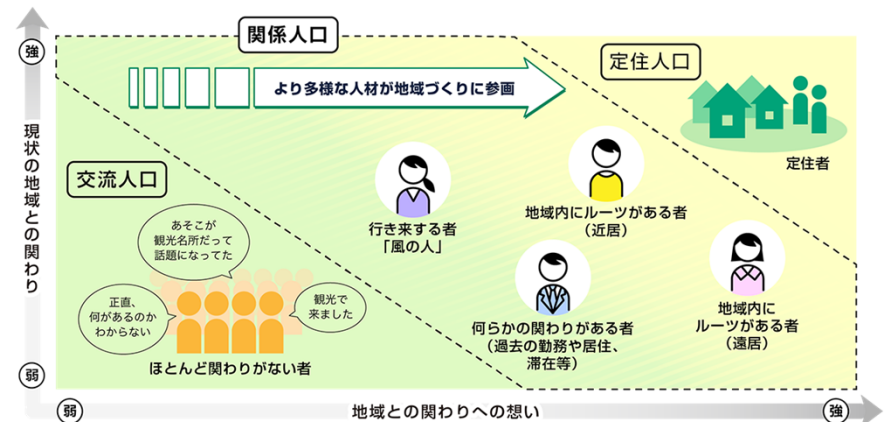 強
関係人口
定住人口
より多様な人材が地域づくりに参画
定住者
現状の地域との関わり
交流人口
あそこが
観光名所だって
話題になってた
正直、
何があるのか
わからない
観光で
来ました
ほとんど関わりがない者
行き来する者
「風の人」
地域内にルーツがある者
（近居）
何らかの関わりがある者
（過去の勤務や居住、
滞在等）
地域内に
ルーツがある者
（遠居）
弱
弱
地域との関わりへの想い
強